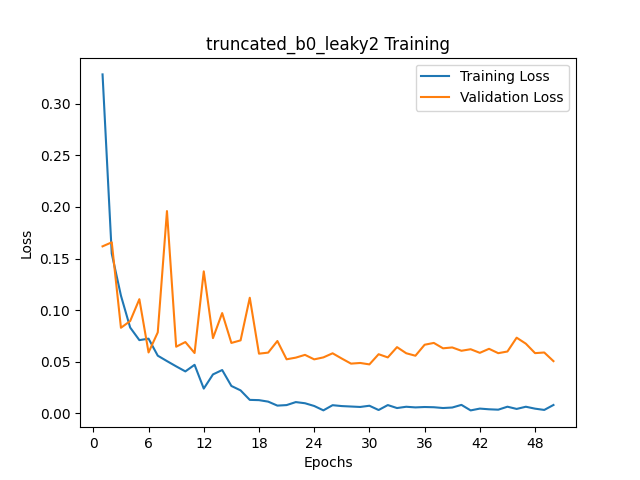 truncated_b0_leaky2 Training
Training Loss
Validation Loss
0.30
0.25
0.20
0.15
0.10
0.05
0.00
Loss
0 6 12 18 24 30 36 42 48
Epochs